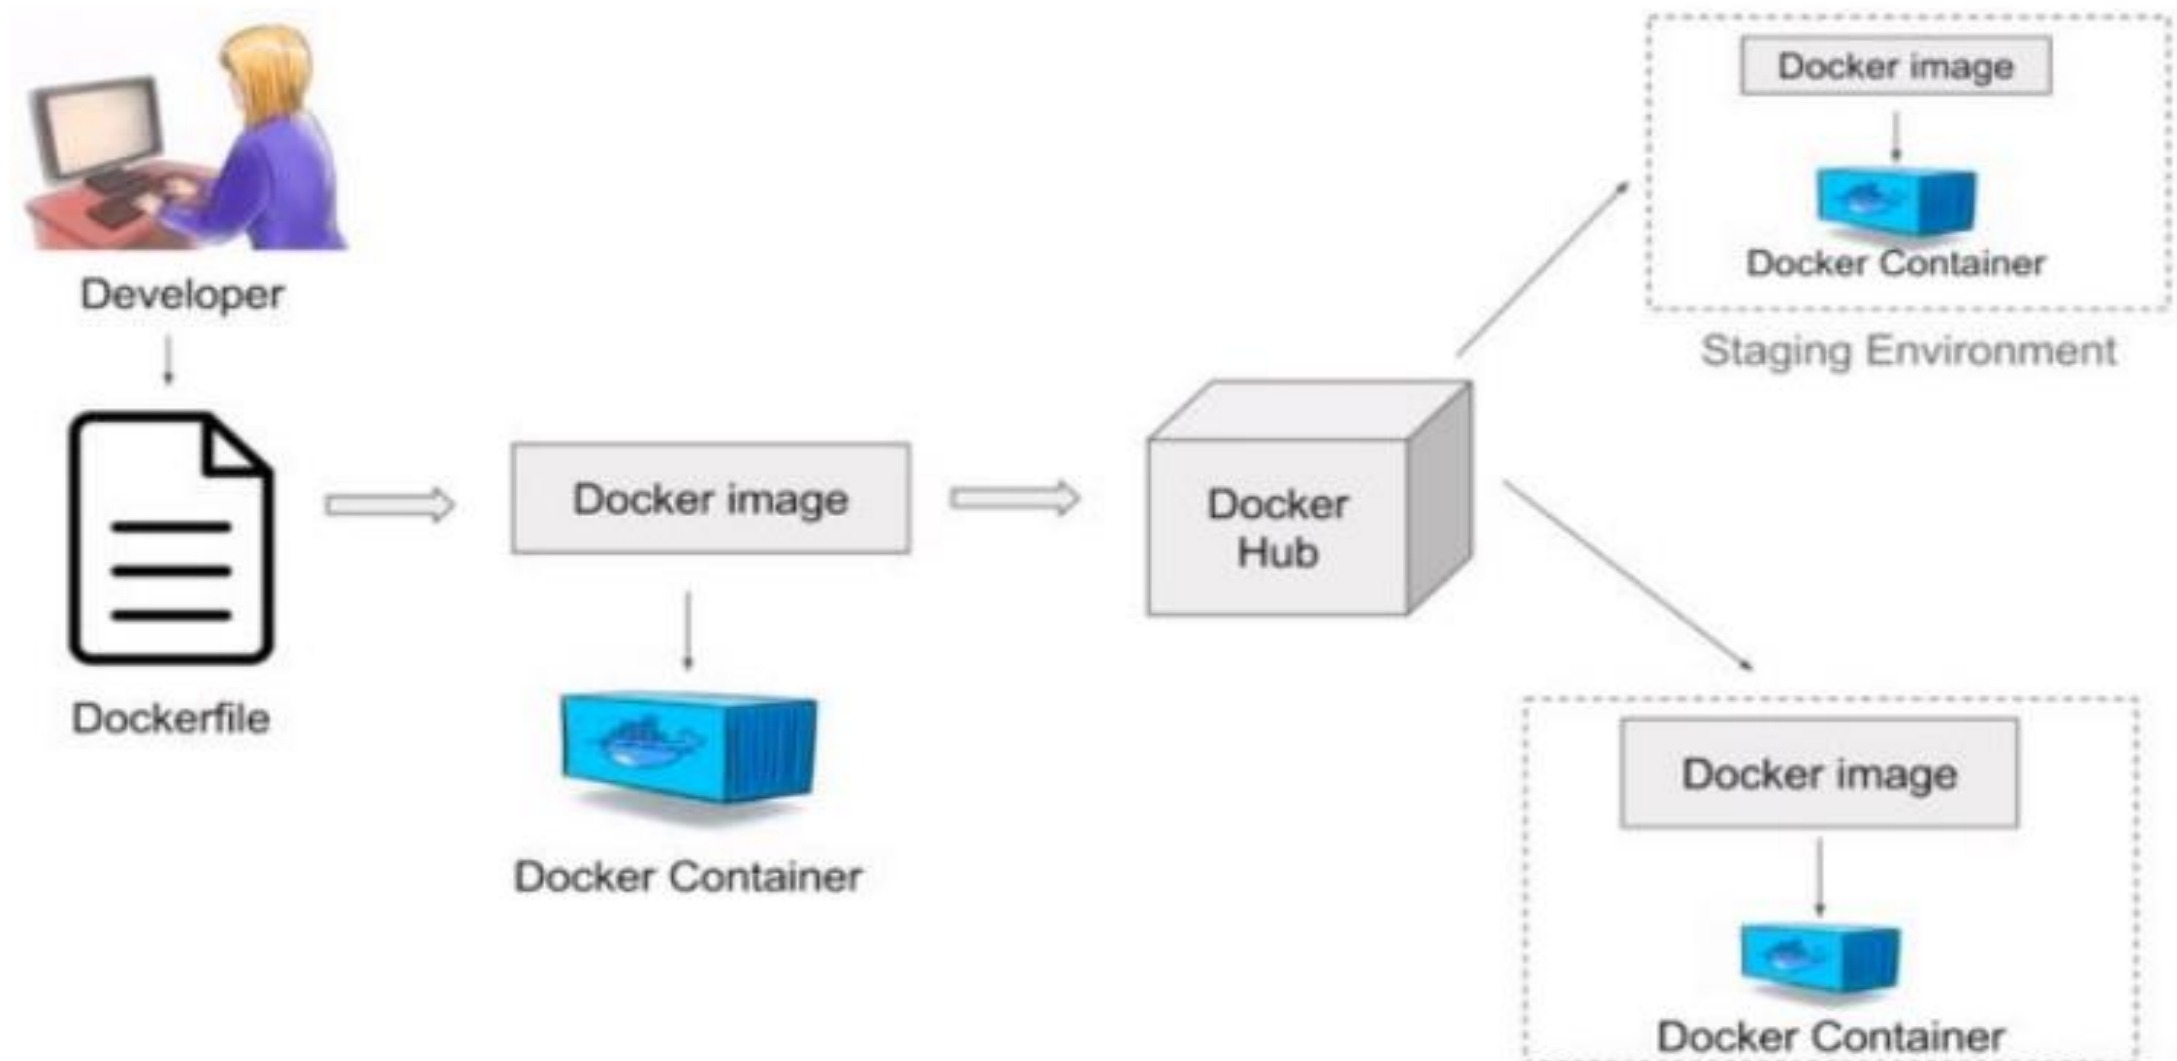 Developer
Dockerfile
Docker image
Docker Container
Docker
Hub
Docker image
Docker Container
Staging Environment
Docker image
Docker Container